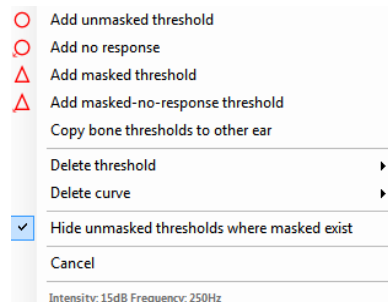 Add unmasked threshold
Add no response
Add masked threshold
Add masked-no-response threshold
Copy bone thresholds to other ear
Delete threshold
Delete curve
Hide unmasked thresholds where masked exist
Cancel
Intensity: 15dB Frequency: 250Hz